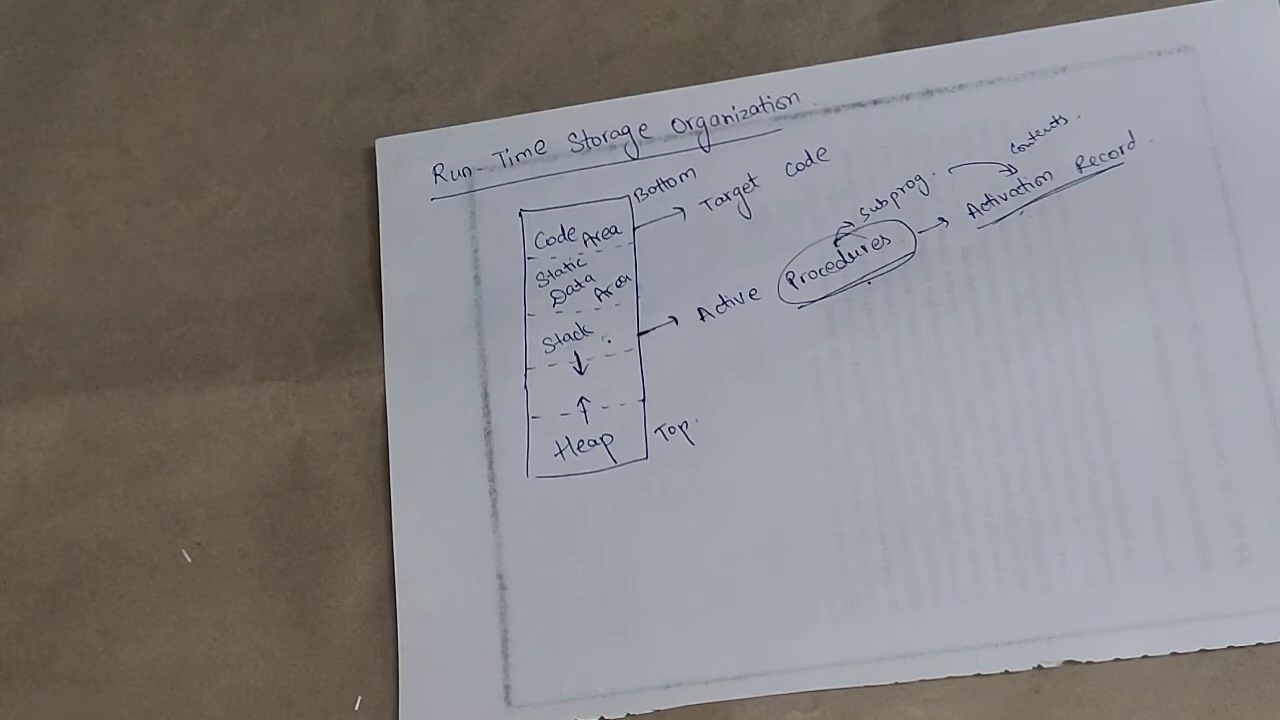 Run-Time Storage Organization
Bottom
Code Area
Target Code
Static
Data Area
Stack
Active Procedures
Subprog.
contents.
Activation Record.
Heap
Top